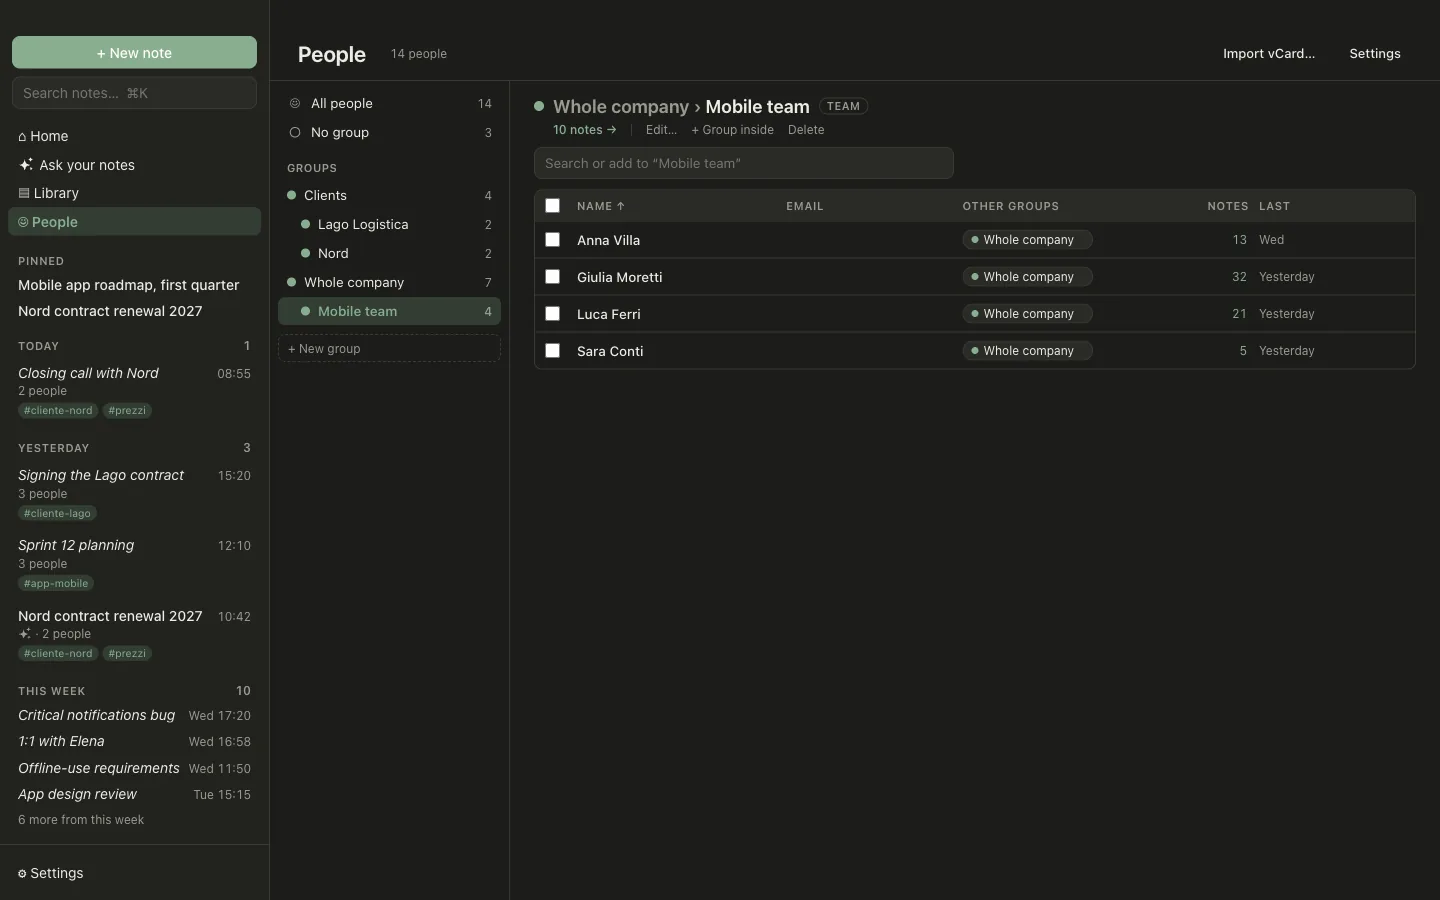 + New note
Search notes... ⌘K
Home
Ask your notes
Library
People
PINNED
Mobile app roadmap, first quarter
Nord contract renewal 2027
TODAY 1
Closing call with Nord 08:55
2 people
#cliente-nord #prezzi
YESTERDAY 3
Signing the Lago contract 15:20
3 people
#cliente-lago
Sprint 12 planning 12:10
3 people
#app-mobile
Nord contract renewal 2027 10:42
· 2 people
#cliente-nord #prezzi
THIS WEEK 10
Critical notifications bug Wed 17:20
1:1 with Elena Wed 16:58
Offline-use requirements Wed 11:50
App design review Tue 15:15
6 more from this week
Settings
People 14 people
Import vCard... Settings
All people 14
No group 3
GROUPS
Clients 4
Lago Logistica 2
Nord 2
Whole company 7
Mobile team 4
+ New group
Whole company › Mobile team TEAM
10 notes → Edit... + Group inside Delete
Search or add to “Mobile team”
NAME ↑ EMAIL OTHER GROUPS NOTES LAST
Anna Villa Whole company 13 Wed
Giulia Moretti Whole company 32 Yesterday
Luca Ferri Whole company 21 Yesterday
Sara Conti Whole company 5 Yesterday